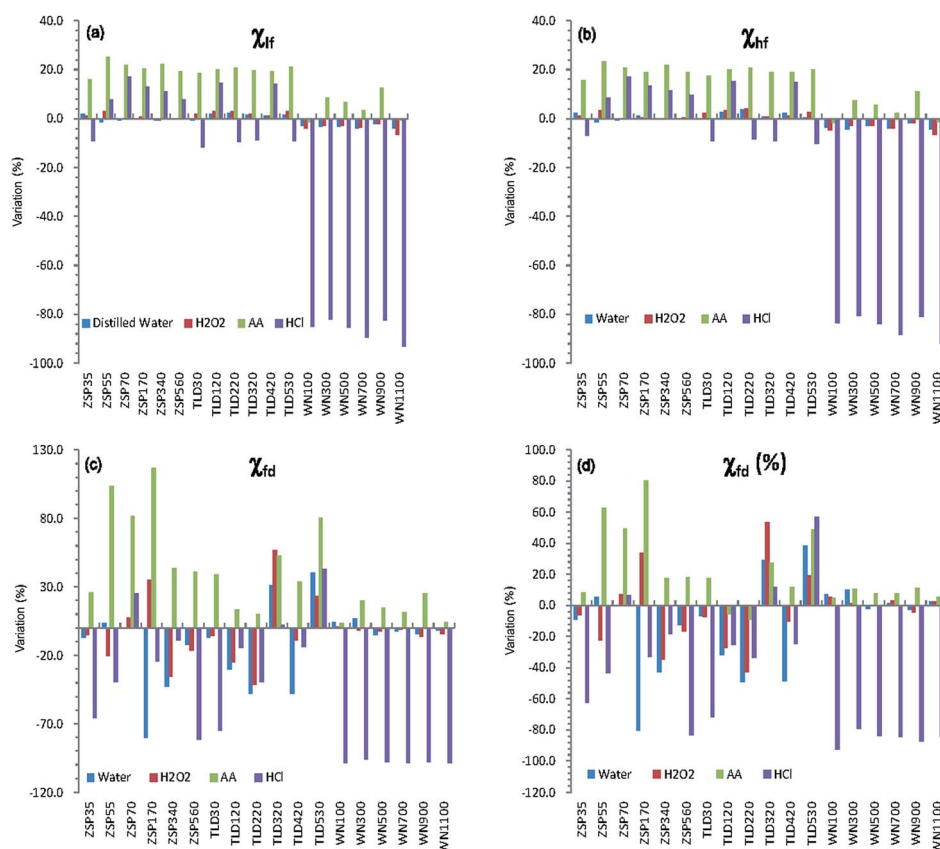 (a) χlf
40.0
20.0
0.0
-20.0
-40.0
-60.0
-80.0
-100.0
Variation (%)
Distilled Water H2O2 AA HCl
ZSP35 ZSP55 ZSP70 ZSP170 ZSP340 ZSP560 TLD30 TLD120 TLD220 TLD320 TLD420 TLD530 WN100 WN300 WN500 WN700 WN900 WN1100
(b) χhf
40.0
20.0
0.0
-20.0
-40.0
-60.0
-80.0
-100.0
Variation (%)
Water H2O2 AA HCl
ZSP35 ZSP55 ZSP70 ZSP170 ZSP340 ZSP560 TLD30 TLD120 TLD220 TLD320 TLD420 TLD530 WN100 WN300 WN500 WN700 WN900 WN1100
(c) χfd
130.0
80.0
30.0
-20.0
-70.0
-120.0
Variation (%)
Water H2O2 AA HCl
ZSP35 ZSP55 ZSP70 ZSP170 ZSP340 ZSP560 TLD30 TLD120 TLD220 TLD320 TLD420 TLD530 WN100 WN300 WN500 WN700 WN900 WN1100
(d) χfd (%)
100.0
80.0
60.0
40.0
20.0
0.0
-20.0
-40.0
-60.0
-80.0
-100.0
-120.0
Variation (%)
Water H2O2 AA HCl
ZSP35 ZSP55 ZSP70 ZSP170 ZSP340 ZSP560 TLD30 TLD120 TLD220 TLD320 TLD420 TLD530 WN100 WN300 WN500 WN700 WN900 WN1100